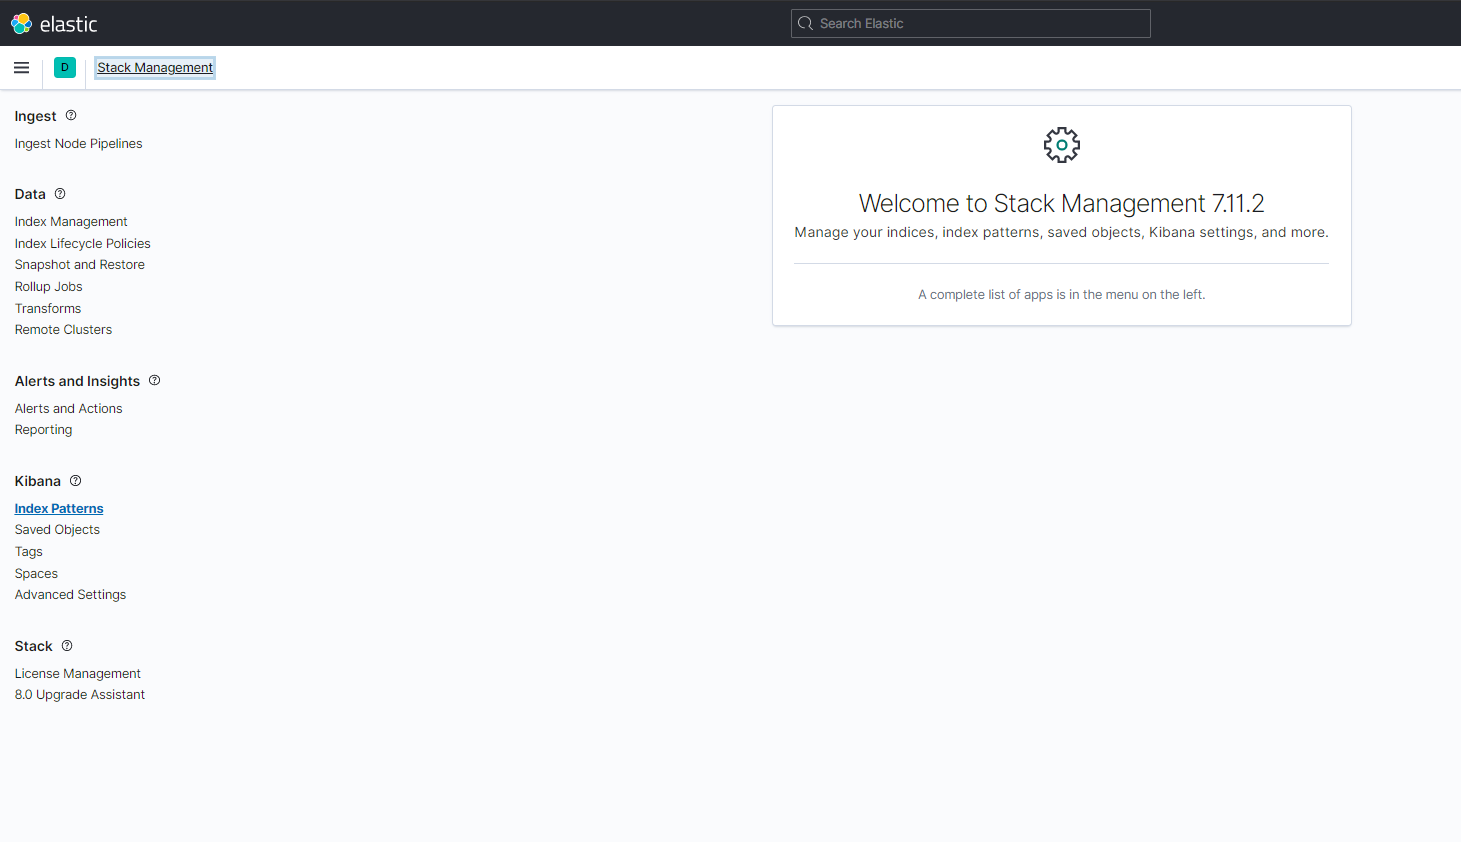 elastic
Search Elastic
D
Stack Management
Ingest
Ingest Node Pipelines
Data
Index Management
Index Lifecycle Policies
Snapshot and Restore
Rollup Jobs
Transforms
Remote Clusters
Alerts and Insights
Alerts and Actions
Reporting
Kibana
Index Patterns
Saved Objects
Tags
Spaces
Advanced Settings
Stack
License Management
8.0 Upgrade Assistant
Welcome to Stack Management 7.11.2
Manage your indices, index patterns, saved objects, Kibana settings, and more.
A complete list of apps is in the menu on the left.